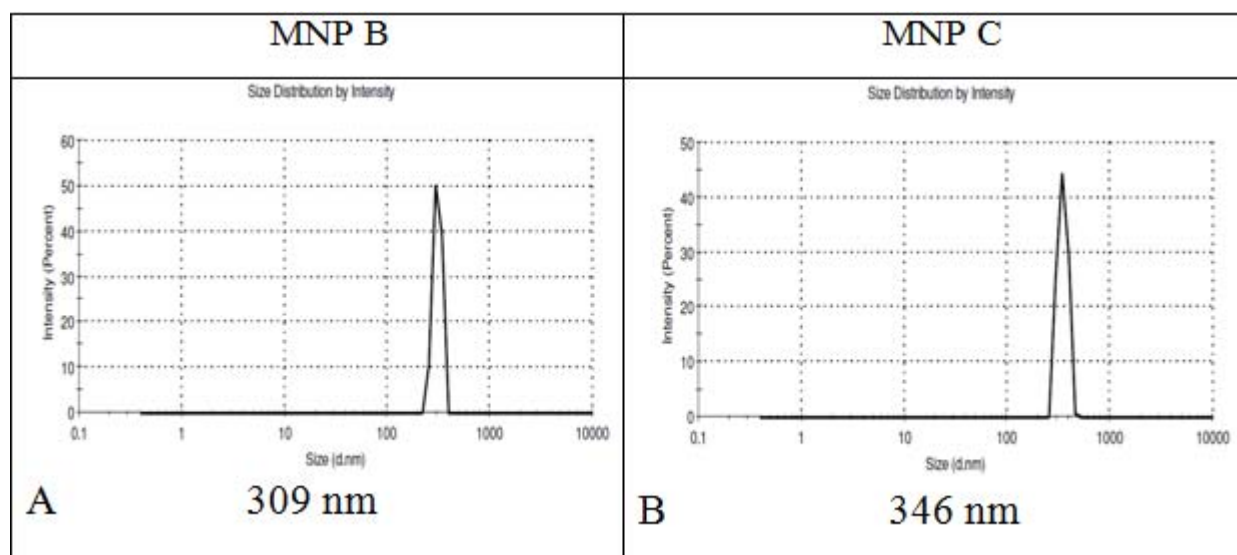 MNP B
MNP C
Size Distribution by Intensity
60
50
40
30
20
10
0
Intensity (Percent)
0.1 1 10 100 1000 10000
Size (d.nm)
A 309 nm
Size Distribution by Intensity
50
40
30
20
10
0
Intensity (Percent)
0.1 1 10 100 1000 10000
Size (d.nm)
B 346 nm